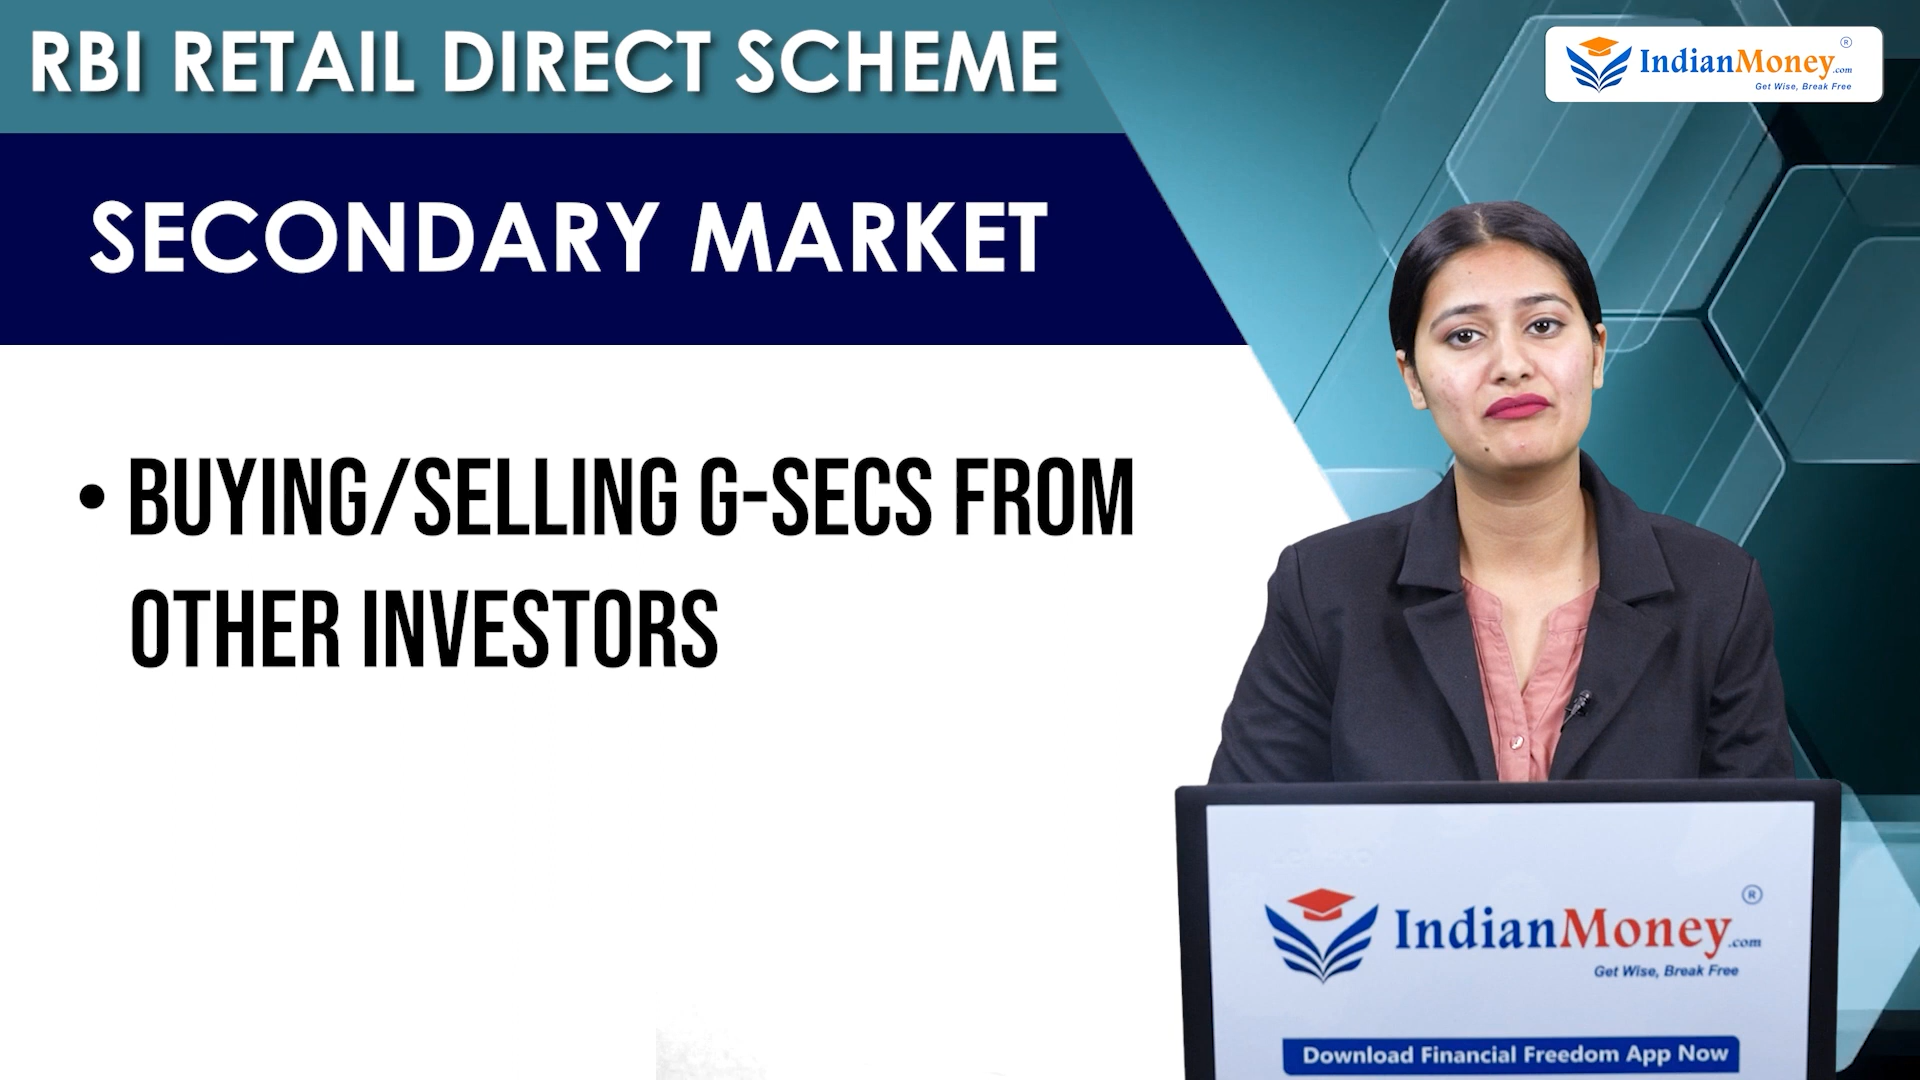 RBI RETAIL DIRECT SCHEME
IndianMoney.com ®
Get Wise, Break Free
SECONDARY MARKET
• BUYING/SELLING G-SECS FROM
OTHER INVESTORS
IndianMoney.com ®
Get Wise, Break Free
Download Financial Freedom App Now